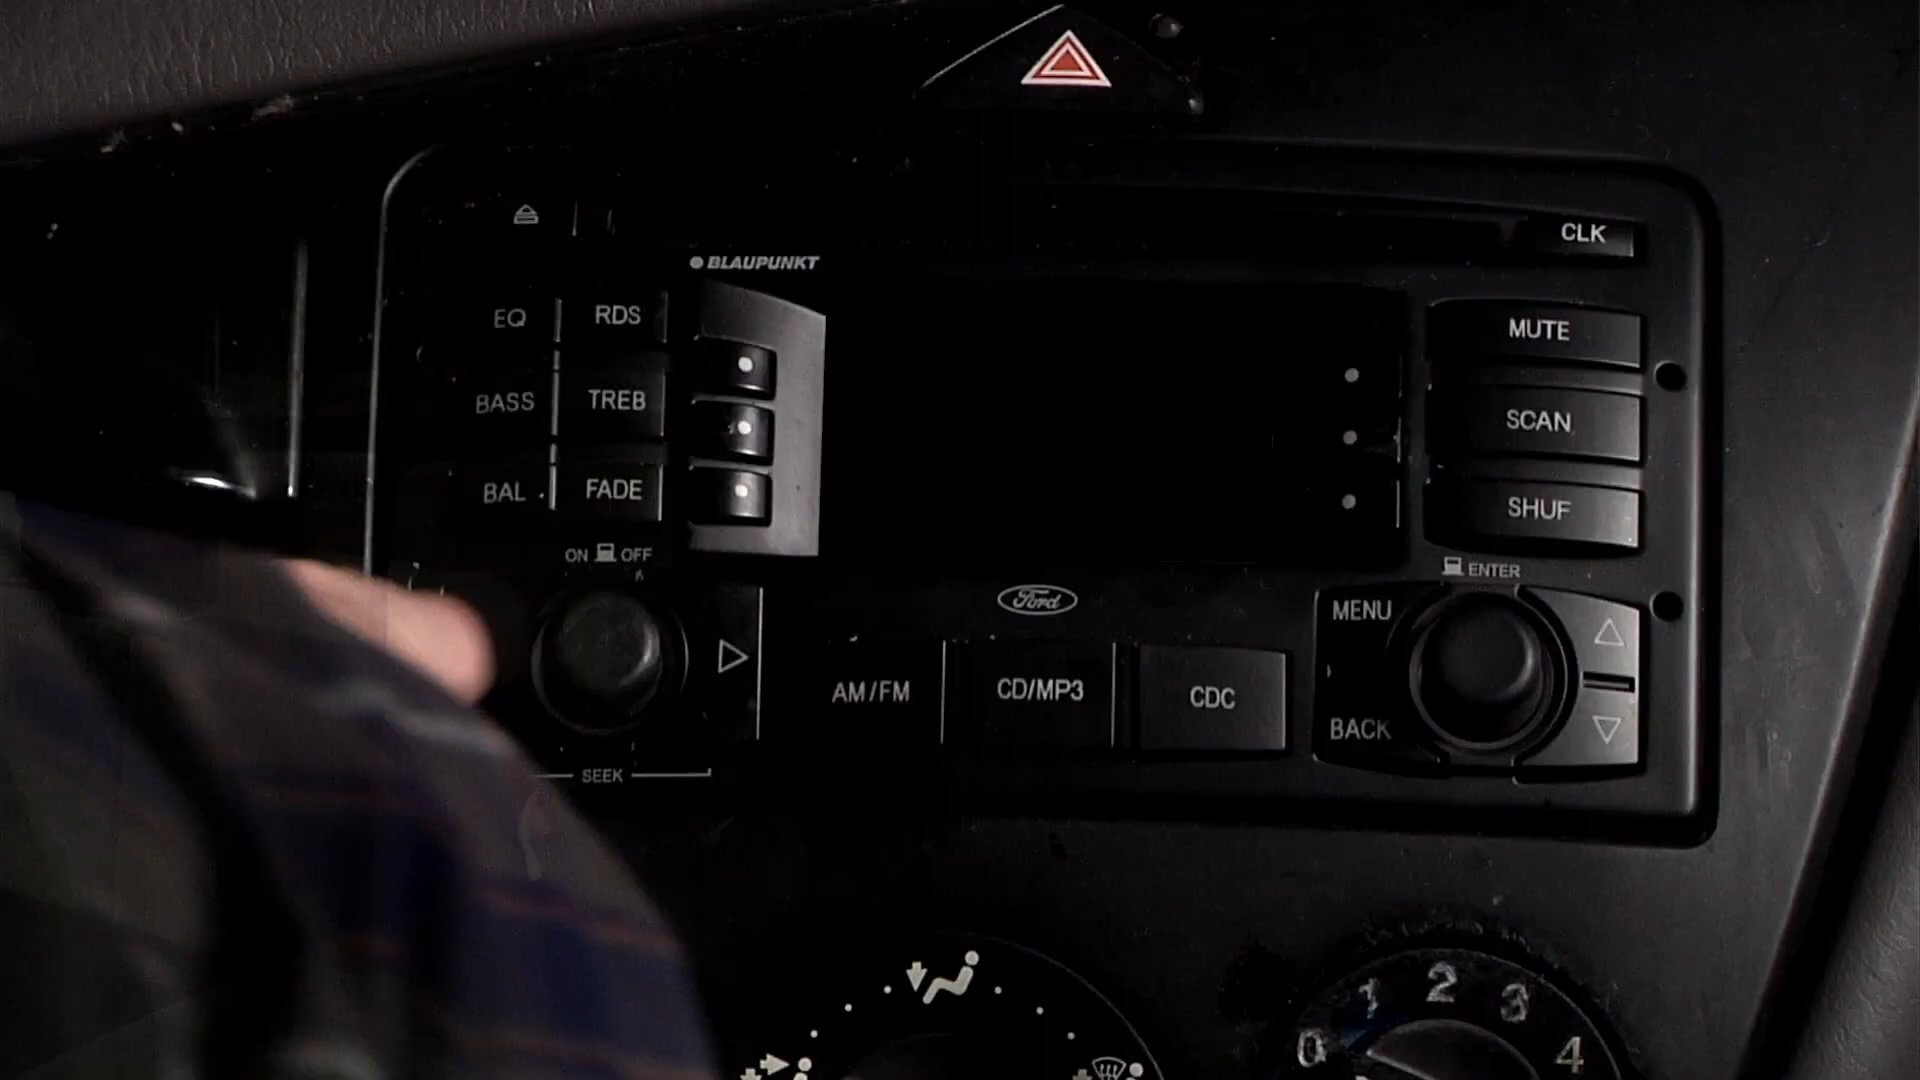 CLK
BLAUPUNKT
EQ RDS
MUTE
BASS TREB
SCAN
BAL FADE
SHUF
ON OFF
ENTER
Ford
MENU
AM/FM CD/MP3 CDC
BACK
SEEK
0 1 2 3 4